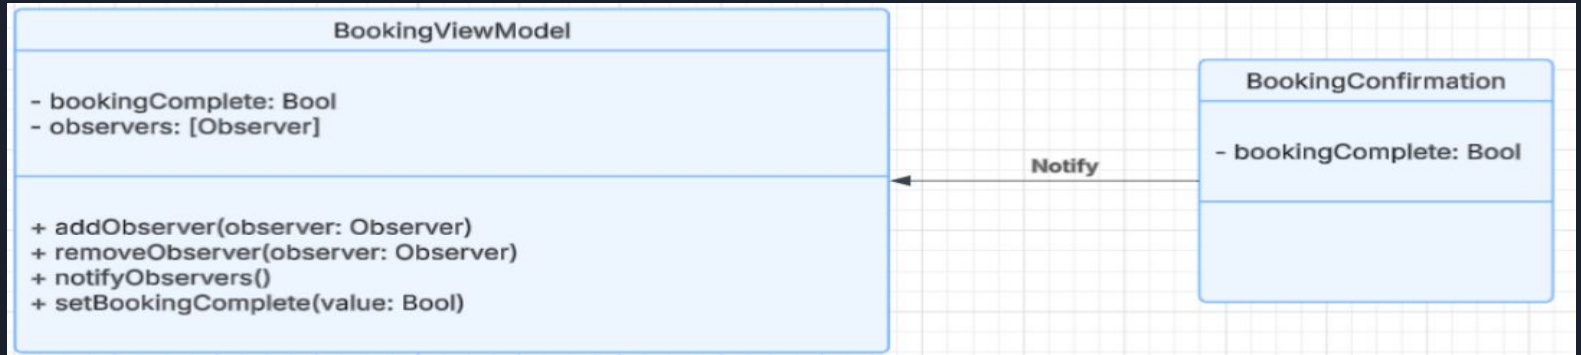 BookingViewModel
- bookingComplete: Bool
- observers: [Observer]
+ addObserver(observer: Observer)
+ removeObserver(observer: Observer)
+ notifyObservers()
+ setBookingComplete(value: Bool)
Notify
BookingConfirmation
- bookingComplete: Bool